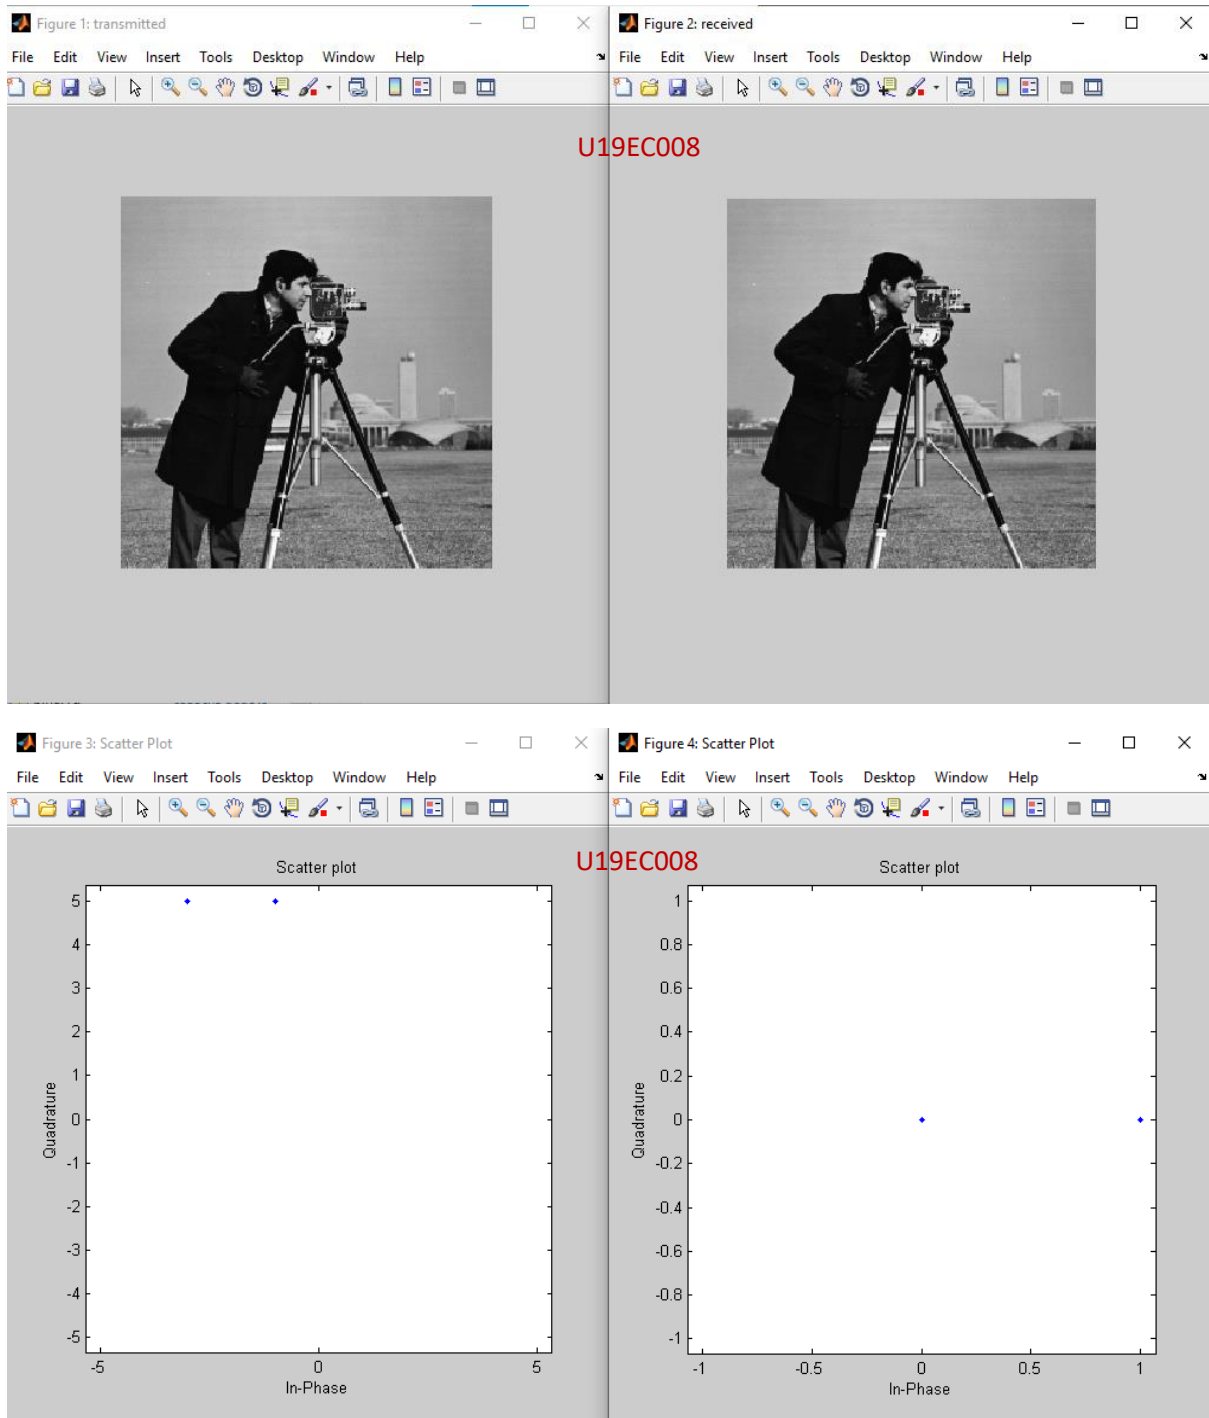 Figure 1: transmitted
File Edit View Insert Tools Desktop Window Help
Figure 2: received
File Edit View Insert Tools Desktop Window Help
U19EC008
Figure 3: Scatter Plot
File Edit View Insert Tools Desktop Window Help
Figure 4: Scatter Plot
File Edit View Insert Tools Desktop Window Help
U19EC008
Scatter plot
5
4
3
2
1
0
-1
-2
-3
-4
-5
Quadrature
-5 0 5
In-Phase
Scatter plot
1
0.8
0.6
0.4
0.2
0
-0.2
-0.4
-0.6
-0.8
-1
Quadrature
-1 -0.5 0 0.5 1
In-Phase